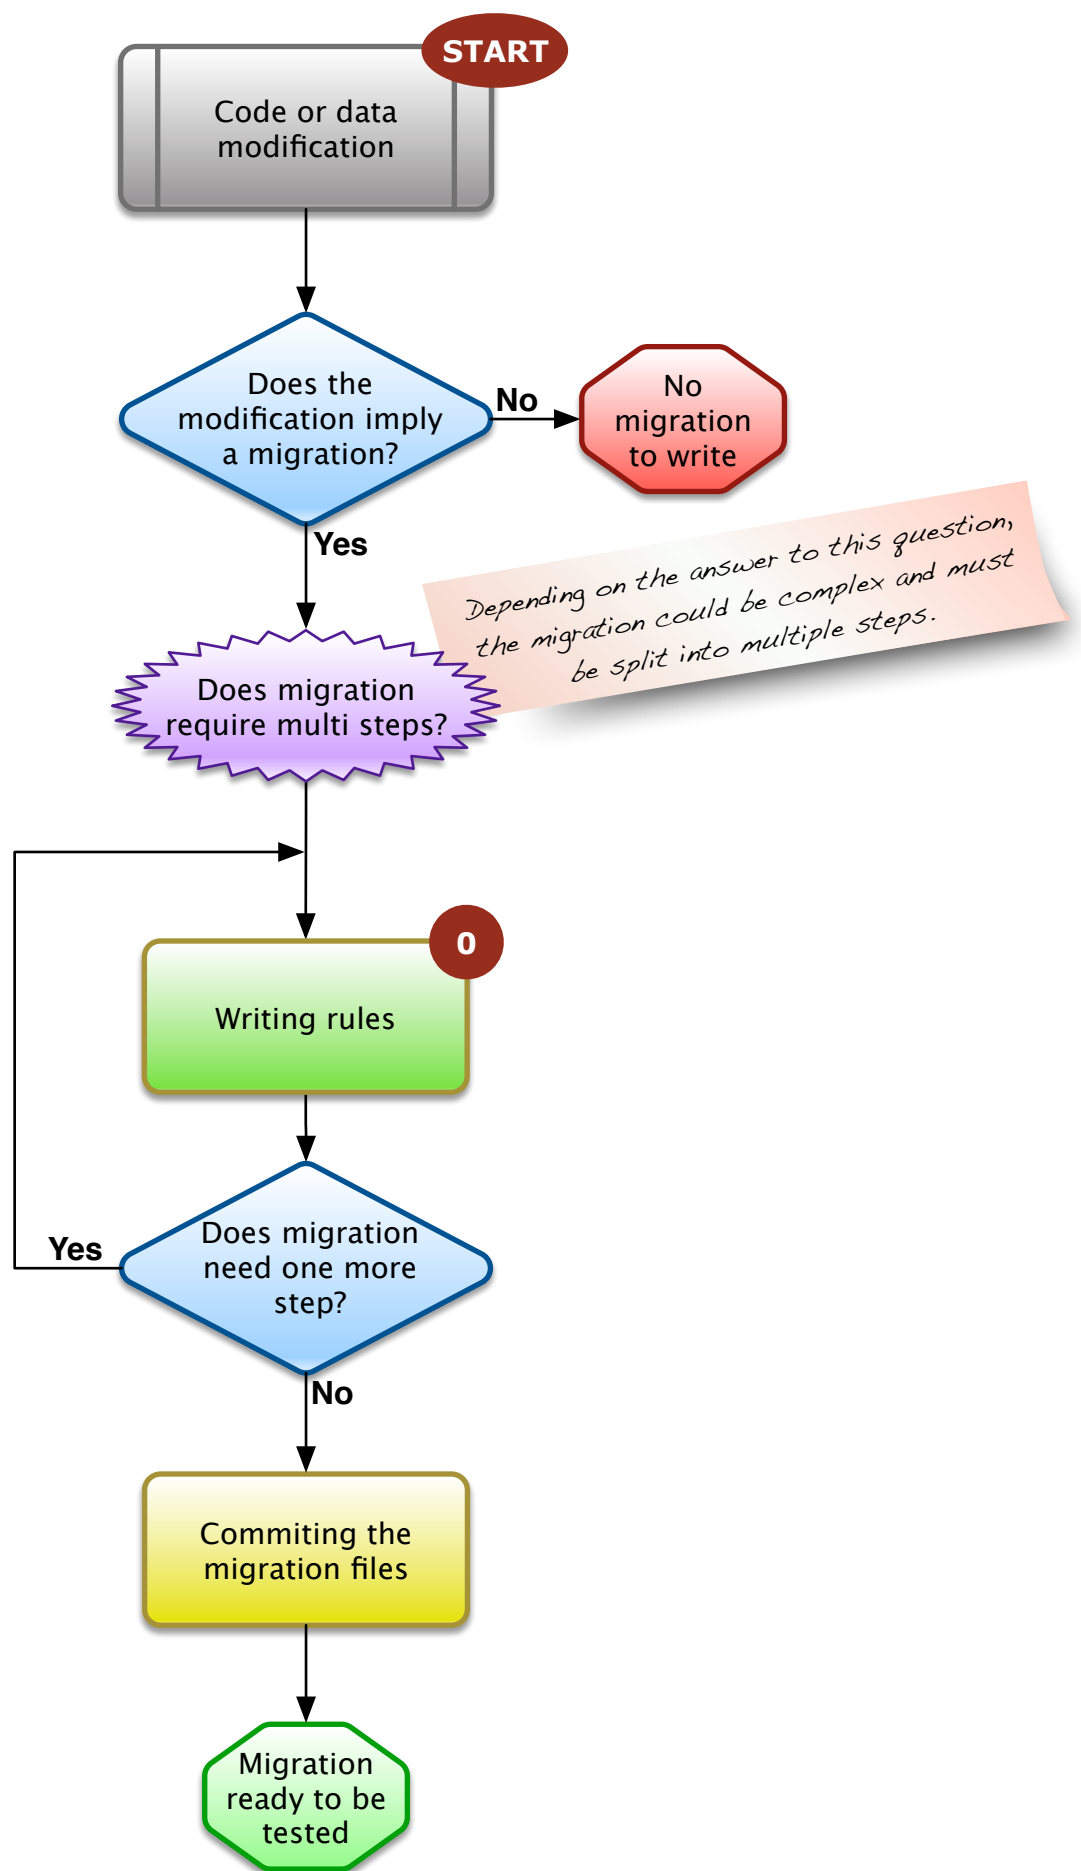 START
Code or data
modification
Does the
modification imply
a migration?
No
No
migration
to write
Yes
Depending on the answer to this question,
the migration could be complex and must
be split into multiple steps.
Does migration
require multi steps?
0
Writing rules
Does migration
need one more
step?
Yes
No
Commiting the
migration files
Migration
ready to be
tested